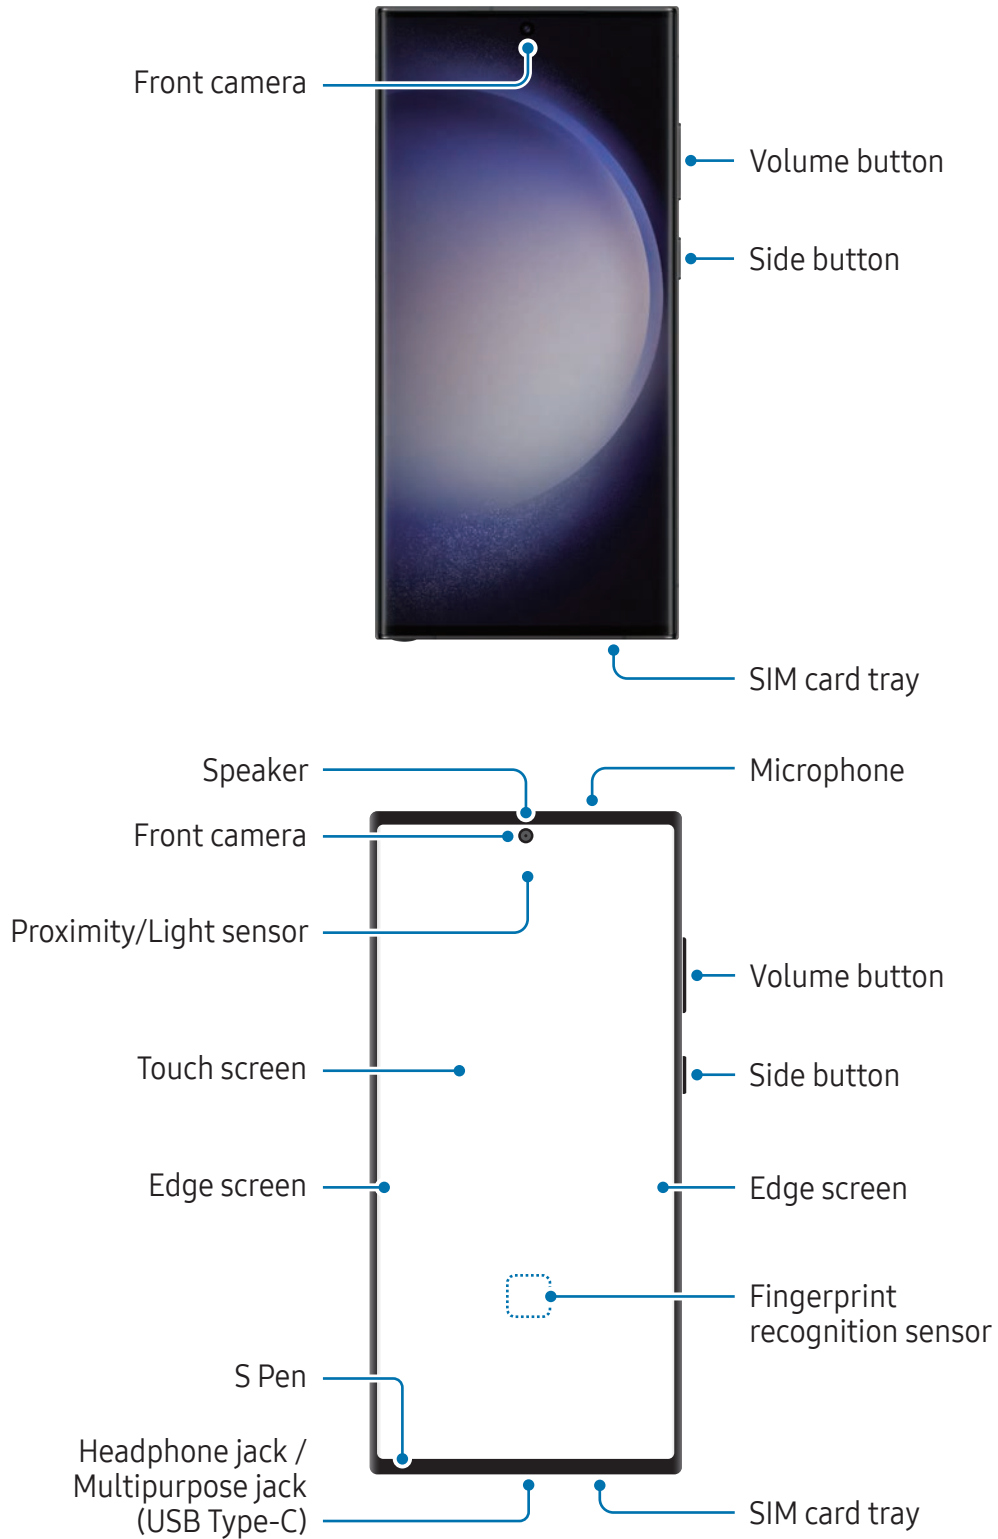 Front camera
Volume button
Side button
SIM card tray
Speaker
Microphone
Front camera
Proximity/Light sensor
Volume button
Touch screen
Side button
Edge screen
Edge screen
Fingerprint
recognition sensor
S Pen
Headphone jack /
Multipurpose jack
(USB Type-C)
SIM card tray